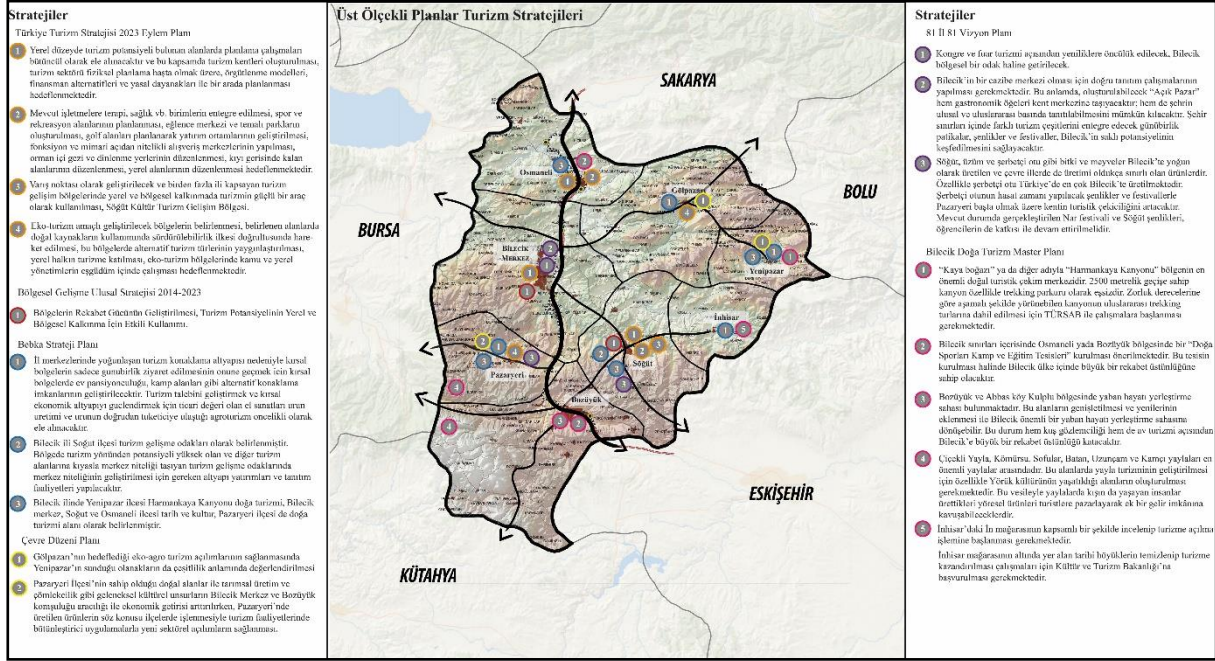 Stratejiler
Türkiye Turizm Stratejisi 2023 Eylem Planı
1 Yerel düzeyde turizm potansiyeli bulunan alanlarda planlama çalışmaları
bütüncül olarak ele alınacaktır ve bu kapsamda turizm kentleri oluşturulması,
turizm sektörü fiziksel planlama başta olmak üzere, örgütlenme modelleri,
finansman alternatifleri ve yasal dayanakları ile bir arada planlanması
hedeflenmektedir.
2 Mevcut işletmelere terapi, sağlık vb. birimlerin entegre edilmesi, spor ve
rekreasyon alanlarının planlanması, eğlence merkezi ve temalı parkların
oluşturulması, golf alanları planlanarak yatırım ortamlarının geliştirilmesi,
fonksiyon ve mimari açıdan nitelikli alışveriş merkezlerinin yapılması,
orman içi gezi ve dinlenme yerlerinin düzenlenmesi, kıyı gerisinde kalan
alanlarına düzenlenmesi, yerel alanlarının düzenlenmesi hedeflenmektedir.
3 Varış noktası olarak geliştirilecek ve birden fazla ili kapsayan turizm
gelişim bölgelerinde yerel ve bölgesel kalkınmada turizmin güçlü bir araç
olarak kullanılması, Söğüt Kültür Turizm Gelişim Bölgesi.
4 Eko-turizm amaçlı geliştirilecek bölgelerin belirlenmesi, belirlenen alanlarda
doğal kaynakların kullanımında sürdürülebilirlik ilkesi doğrultusunda hare-
ket edilmesi, bu bölgelerde alternatif turizm türlerinin yaygınlaştırılması,
yerel halkın turizme katılması, eko-turizm bölgelerinde kamu ve yerel
yönetimlerin eşgüdüm içinde çalışması hedeflenmektedir.
Bölgesel Gelişme Ulusal Stratejisi 2014-2023
1 Bölgelerin Rekabet Gücünün Geliştirilmesi, Turizm Potansiyelinin Yerel ve
Bölgesel Kalkınma İçin Etkili Kullanımı.
Bebka Strateji Planı
1 İl merkezlerinde yoğunlaşan turizm konaklama altyapısı nedeniyle kırsal
bölgelerin sadece günübirlik ziyaret edilmesinin önüne geçmek için kırsal
bölgelerde ev pansiyonculuğu, kamp alanları gibi alternatif konaklama
imkanlarının geliştirilecektir. Turizm talebini geliştirmek ve kırsal
ekonomik altyapıyı güçlendirmek için ticari değeri olan el sanatları ürün
üretimi ve ürünün doğrudan tüketiciye ulaştığı agroturizm öncelikli olarak
ele alınacaktır.
2 Bilecik ili Söğüt ilçesi turizm gelişme odakları olarak belirlenmiştir.
Bölgede turizm yönünden potansiyeli yüksek olan ve diğer turizm
alanlarına kıyasla merkez niteliği taşıyan turizm gelişme odaklarında
merkez niteliğinin geliştirilmesi için gereken altyapı yatırımları ve tanıtım
faaliyetleri yapılacaktır.
3 Bilecik ilinde Yenipazar ilçesi Harmankaya Kanyonu doğa turizmi, Bilecik
merkez, Söğüt ve Osmaneli ilçesi tarih ve kültür, Pazaryeri ilçesi de doğa
turizmi alanı olarak belirlenmiştir.
Çevre Düzeni Planı
1 Gölpazarı'nın hedeflediği eko-agro turizm açılımlarının sağlanmasında
Yenipazar'ın sunduğu olanakların da çeşitlilik anlamında değerlendirilmesi
2 Pazaryeri İlçesi'nin sahip olduğu doğal alanlar ile tarımsal üretim ve
çömlekcilik gibi geleneksel kültürel unsurların Bilecik Merkez ve Bozüyük
komşuluğu aracılığı ile ekonomik getirisi arttırılırken, Pazaryeri'nde
üretilen ürünlerin söz konusu ilçelerde işlenmesiyle turizm faaliyetlerinde
bütünleştirici uygulamalarla yeni sektörel açılımların sağlanması.
Üst Ölçekli Planlar Turizm Stratejileri
SAKARYA
BOLU
BURSA
ESKİŞEHİR
KÜTAHYA
Osmaneli
Gölpazarı
BİLECİK
MERKEZ
Yenipazar
İnhisar
Söğüt
Pazaryeri
Bozüyük
Stratejiler
81 İl 81 Vizyon Planı
1 Kongre ve fuar turizmi açısından yeniliklere öncülük edilecek, Bilecik
bölgesel bir odak haline getirilecek.
2 Bilecik'in bir cazibe merkezi olması için doğru tanıtım çalışmalarının
yapılması gerekmektedir. Bu anlamda, oluşturulabilecek "Açık Pazar"
hem gastronomik öğeleri kent merkezine taşıyacaktır; hem de şehrin
ulusal ve uluslararası basında tanıtılabilmesini mümkün kılacaktır. Şehir
sınırları içinde farklı turizm çeşitlerini entegre edecek günübirlik
patikalar, şenlikler ve festivaller, Bilecik'in saklı potansiyelinin
keşfedilmesini sağlayacaktır.
3 Söğüt, üzüm ve şerbetçi otu gibi bitki ve meyveler Bilecik'te yoğun
olarak üretilen ve çevre illerde de üretimi oldukça sınırlı olan ürünlerdir.
Özellikle şerbetçi otu Türkiye'de en çok Bilecik'te üretilmektedir.
Şerbetçi otunun hasat zamanı yapılacak şenlikler ve festivallerle
Pazaryeri başta olmak üzere kentin turistik çekiciliğini artacaktır.
Mevcut durumda gerçekleştirilen Nar festivali ve Söğüt şenlikleri,
öğrencilerin de katkısı ile devam ettirilmelidir.
Bilecik Doğa Turizm Master Planı
1 "Kaya boğazı" ya da diğer adıyla "Harmankaya Kanyonu" bölgenin en
önemli doğal turistik çekim merkezidir. 2500 metrelik geçişe sahip
kanyon özellikle trekking parkuru olarak eşsizdir. Zorluk derecelerine
göre aşamalı şekilde yürünebilen kanyonun uluslararası trekking
turlarına dahil edilmesi için TÜRSAB ile çalışmalara başlanması
gerekmektedir.
2 Bilecik sınırları içerisinde Osmaneli yada Bozüyük bölgesinde bir "Doğa
Sporları Kamp ve Eğitim Tesisleri" kurulması önerilmektedir. Bu tesisin
kurulması halinde Bilecik ülke içinde büyük bir rekabet üstünlüğüne
sahip olacaktır.
3 Bozüyük ve Abbas köy Kulplu bölgesinde yaban hayatı yerleştirme
sahası bulunmaktadır. Bu alanların genişletilmesi ve yenilerinin
eklenmesi ile Bilecik önemli bir yaban hayatı yerleştirme sahasına
dönüşebilir. Bu durum hem kuş gözlemciliği hem de av turizmi açısından
Bilecik'e büyük bir rekabet üstünlüğü katacaktır.
4 Çiçekli Yayla, Kömürsu, Sofular, Batan, Uzunçam ve Kamçı yaylaları en
önemli yaylalar arasındadır. Bu alanlarda yayla turizminin geliştirilmesi
için özellikle Yörük kültürünün yaşatıldığı alanların oluşturulması
gerekmektedir. Bu vesileyle yaylalarda kışın da yaşayan insanlar
ürettikleri yöresel ürünleri turistlere pazarlayarak ek bir gelir imkânına
kavuşabileceklerdir.
5 İnhisar'daki İn mağarasının kapsamlı bir şekilde incelenip turizme açılma
işlemine başlanması gerekmektedir.
İnhisar mağarasının altında yer alan tarihi höyüklerin temizlenip turizme
kazandırılması çalışmaları için Kültür ve Turizm Bakanlığı'na
başvurulması gerekmektedir.